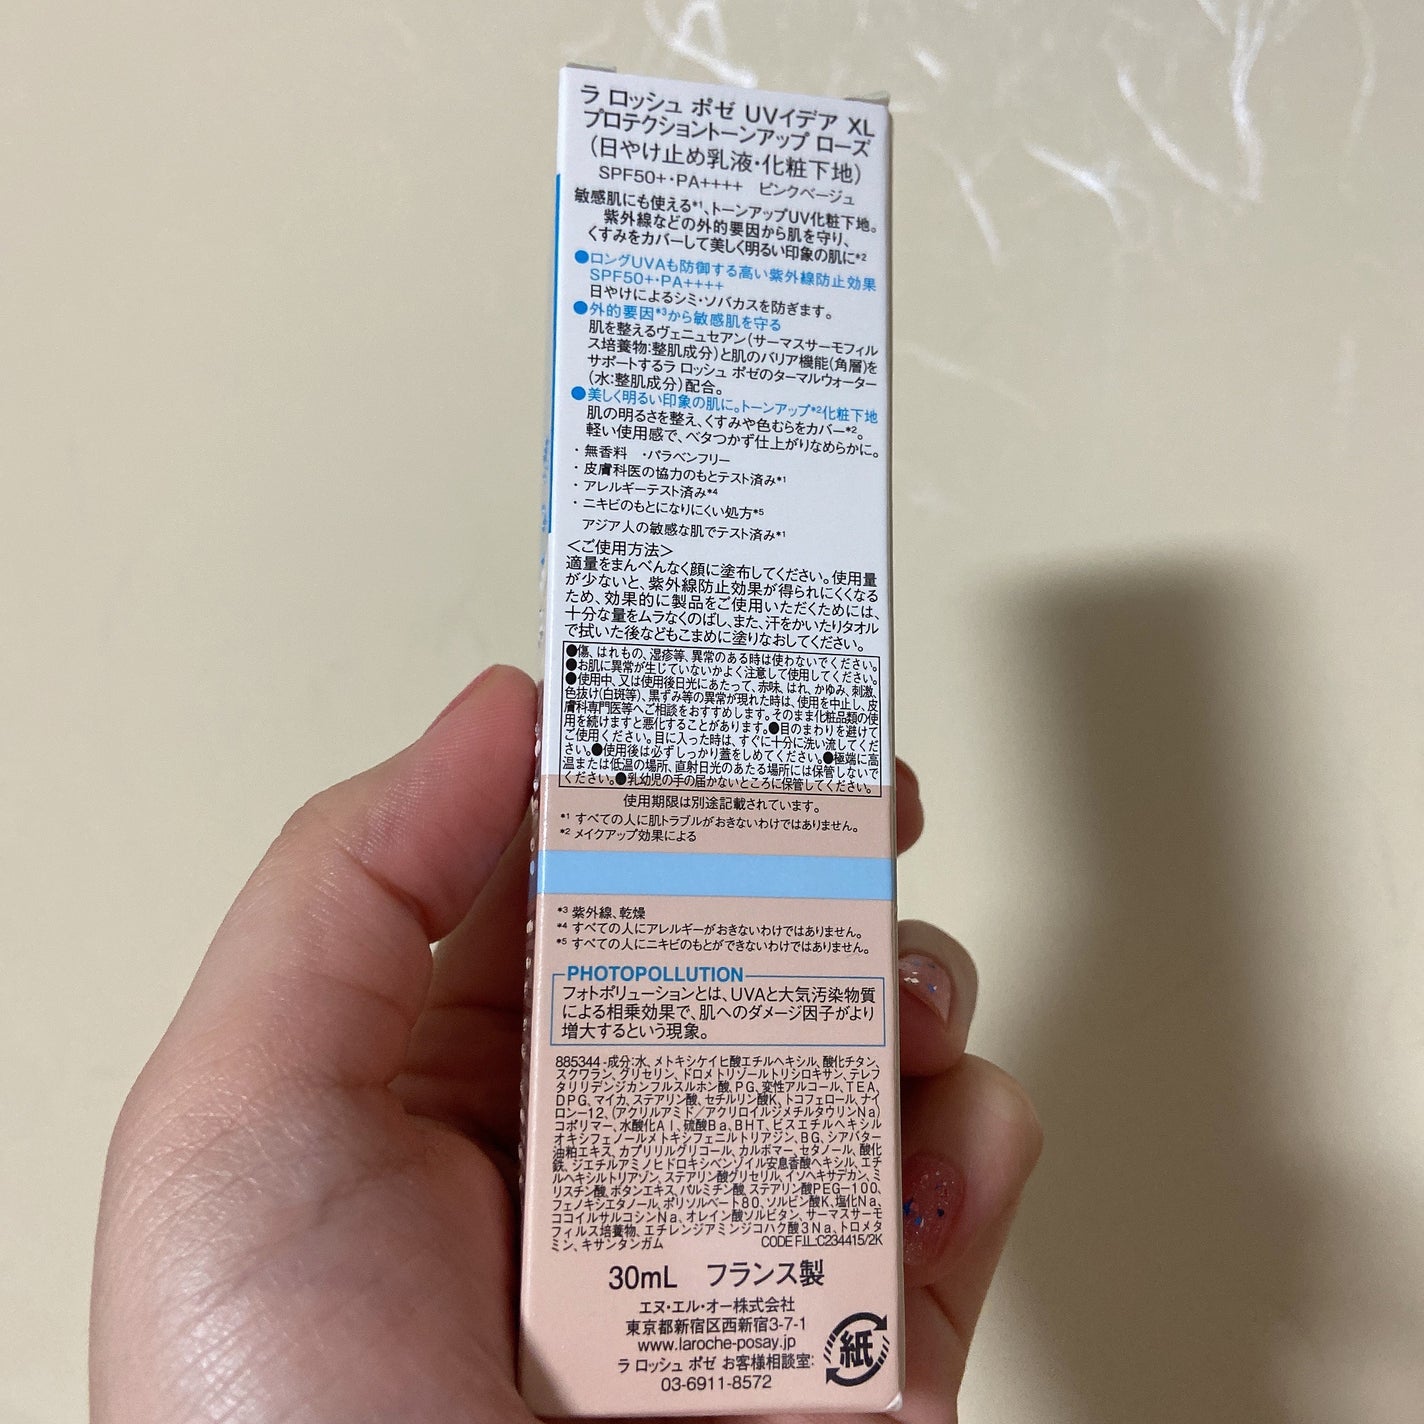 ラ ロッシュ ポゼ UVイデア XL
プロテクショントーンアップ ローズ
（日やけ止め乳液・化粧下地）
SPF50+・PA++++ ピンクベージュ
敏感肌にも使える*1、トーンアップUV化粧下地。
紫外線などの外的要因から肌を守り、
くすみをカバーして美しく明るい印象の肌に*2
●ロングUVAも防御する高い紫外線防止効果
SPF50+・PA++++
日やけによるシミ・ソバカスを防ぎます。
●外的要因*3から敏感肌を守る
肌を整えるヴェニュセアン（サーマスサーモフィル
ス培養物：整肌成分）と肌のバリア機能（角層）を
サポートするラ ロッシュ ポゼのターマルウォーター
（水：整肌成分）配合。
●美しく明るい印象の肌に。トーンアップ*2化粧下地
肌の明るさを整え、くすみや色むらをカバー*2。
軽い使用感で、ベタつかず仕上がりなめらかに。
・無香料 ・パラベンフリー
・皮膚科医の協力のもとテスト済み*1
・アレルギーテスト済み*4
・ニキビのもとになりにくい処方*5
アジア人の敏感な肌でテスト済み*1
＜ご使用方法＞
適量をまんべんなく顔に塗布してください。使用量
が少ないと、紫外線防止効果が得られにくくなる
ため、効果的に製品をご使用いただくためには、
十分な量をムラなくのばし、また、汗をかいたりタオル
で拭いた後などもこまめに塗りなおしてください。
●傷、はれもの、湿疹等、異常のある時は使わないでください。
●お肌に異常が生じていないかよく注意して使用してください。
●使用中、又は使用後日光にあたって、赤味、はれ、かゆみ、刺激、
色抜け(白斑等)、黒ずみ等の異常が現れた時は、使用を中止し、皮
膚科専門医等へご相談をおすすめします。そのまま化粧品類の使
用を続けますと悪化することがあります。●目のまわりを避けて
ご使用ください。目に入った時は、すぐに十分に洗い流してくだ
さい。●使用後は必ずしっかり蓋をしめてください。●極端に高
温または低温の場所、直射日光のあたる場所には保管しないで
ください。●乳幼児の手の届かないところに保管してください。
使用期限は別途記載されています。
*1 すべての人に肌トラブルがおきないわけではありません。
*2 メイクアップ効果による
*3 紫外線、乾燥
*4 すべての人にアレルギーがおきないわけではありません。
*5 すべての人にニキビのもとができないわけではありません。
PHOTOPOLLUTION
フォトポリューションとは、UVAと大気汚染物質
による相乗効果で、肌へのダメージ因子がより
増大するという現象。
885344-成分:水、メトキシケイヒ酸エチルヘキシル、酸化チタン、
スクワラン、グリセリン、ドロメトリゾールトリシロキサン、テレフ
タリリデンジカンフルスルホン酸、PG、変性アルコール、TEA、
DPG、マイカ、ステアリン酸、セチルリン酸K、トコフェロール、ナイ
ロン-12、(アクリルアミド／アクリロイルジメチルタウリンNa)
コポリマー、水酸化Al、硫酸Ba、BHT、ビスエチルヘキシル
オキシフェノールメトキシフェニルトリアジン、BG、シアバター
油粕エキス、カプリリルグリコール、カルボマー、セタノール、酸化
鉄、ジエチルアミノヒドロキシベンゾイル安息香酸ヘキシル、エチ
ルヘキシルトリアゾン、ステアリン酸グリセリル、イソヘキサデカン、ミ
リスチン酸、ボタンエキス、パルミチン酸、ステアリン酸PEG-100、
フェノキシエタノール、ポリソルベート80、ソルビン酸K、塩化Na、
ココイルサルコシンNa、オレイン酸ソルビタン、サーマスサーモ
フィルス培養物、エチレンジアミンジコハク酸3Na、トロメタ
ミン、キサンタンガム CODE F.I.L.:C234415/2K
30mL フランス製
エヌ・エル・オー株式会社
東京都新宿区西新宿3-7-1
www.laroche-posay.jp
ラ ロッシュ ポゼ お客様相談室：
03-6911-8572
紙